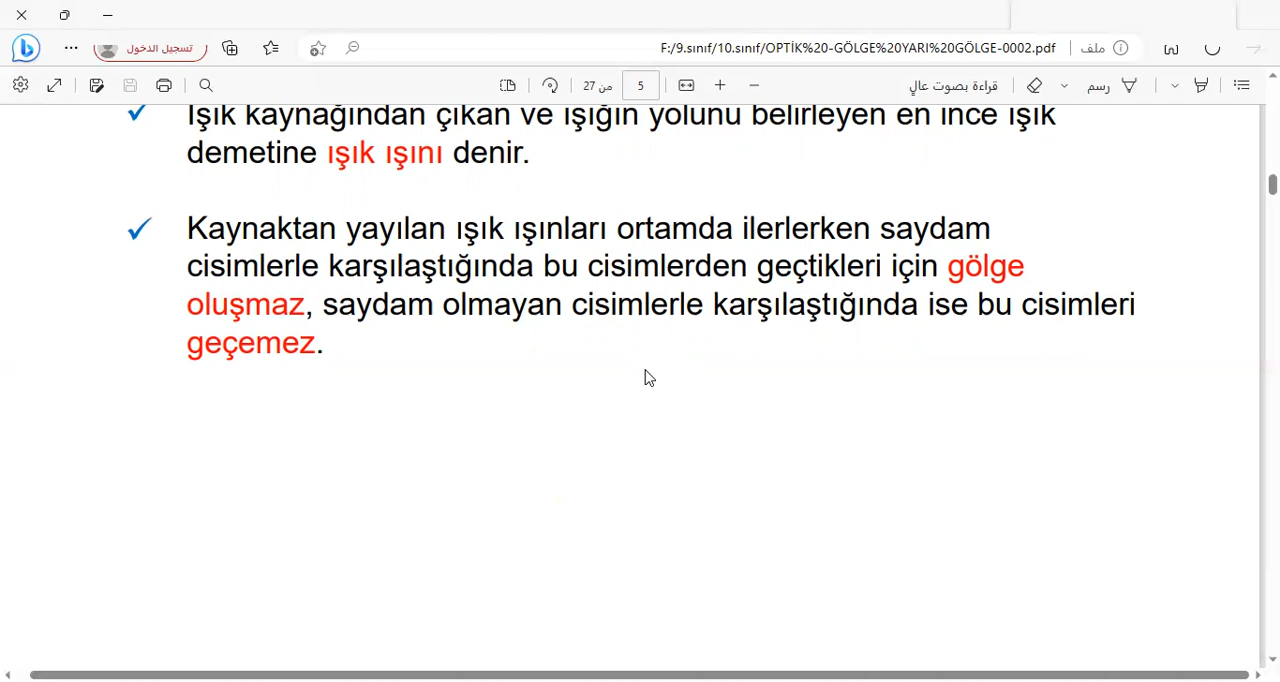 F:/9.sınıf/10.sınıf/OPTİK%20-GÖLGE%20YARI%20GÖLGE-0002.pdf
ملف
تسجيل الدخول
من 27
5
قراءة بصوت عالٍ
رسم
Işık kaynağından çıkan ve ışığın yolunu belirleyen en ince ışık
demetine ışık ışını denir.
Kaynaktan yayılan ışık ışınları ortamda ilerlerken saydam
cisimlerle karşılaştığında bu cisimlerden geçtikleri için gölge
oluşmaz, saydam olmayan cisimlerle karşılaştığında ise bu cisimleri
geçemez.